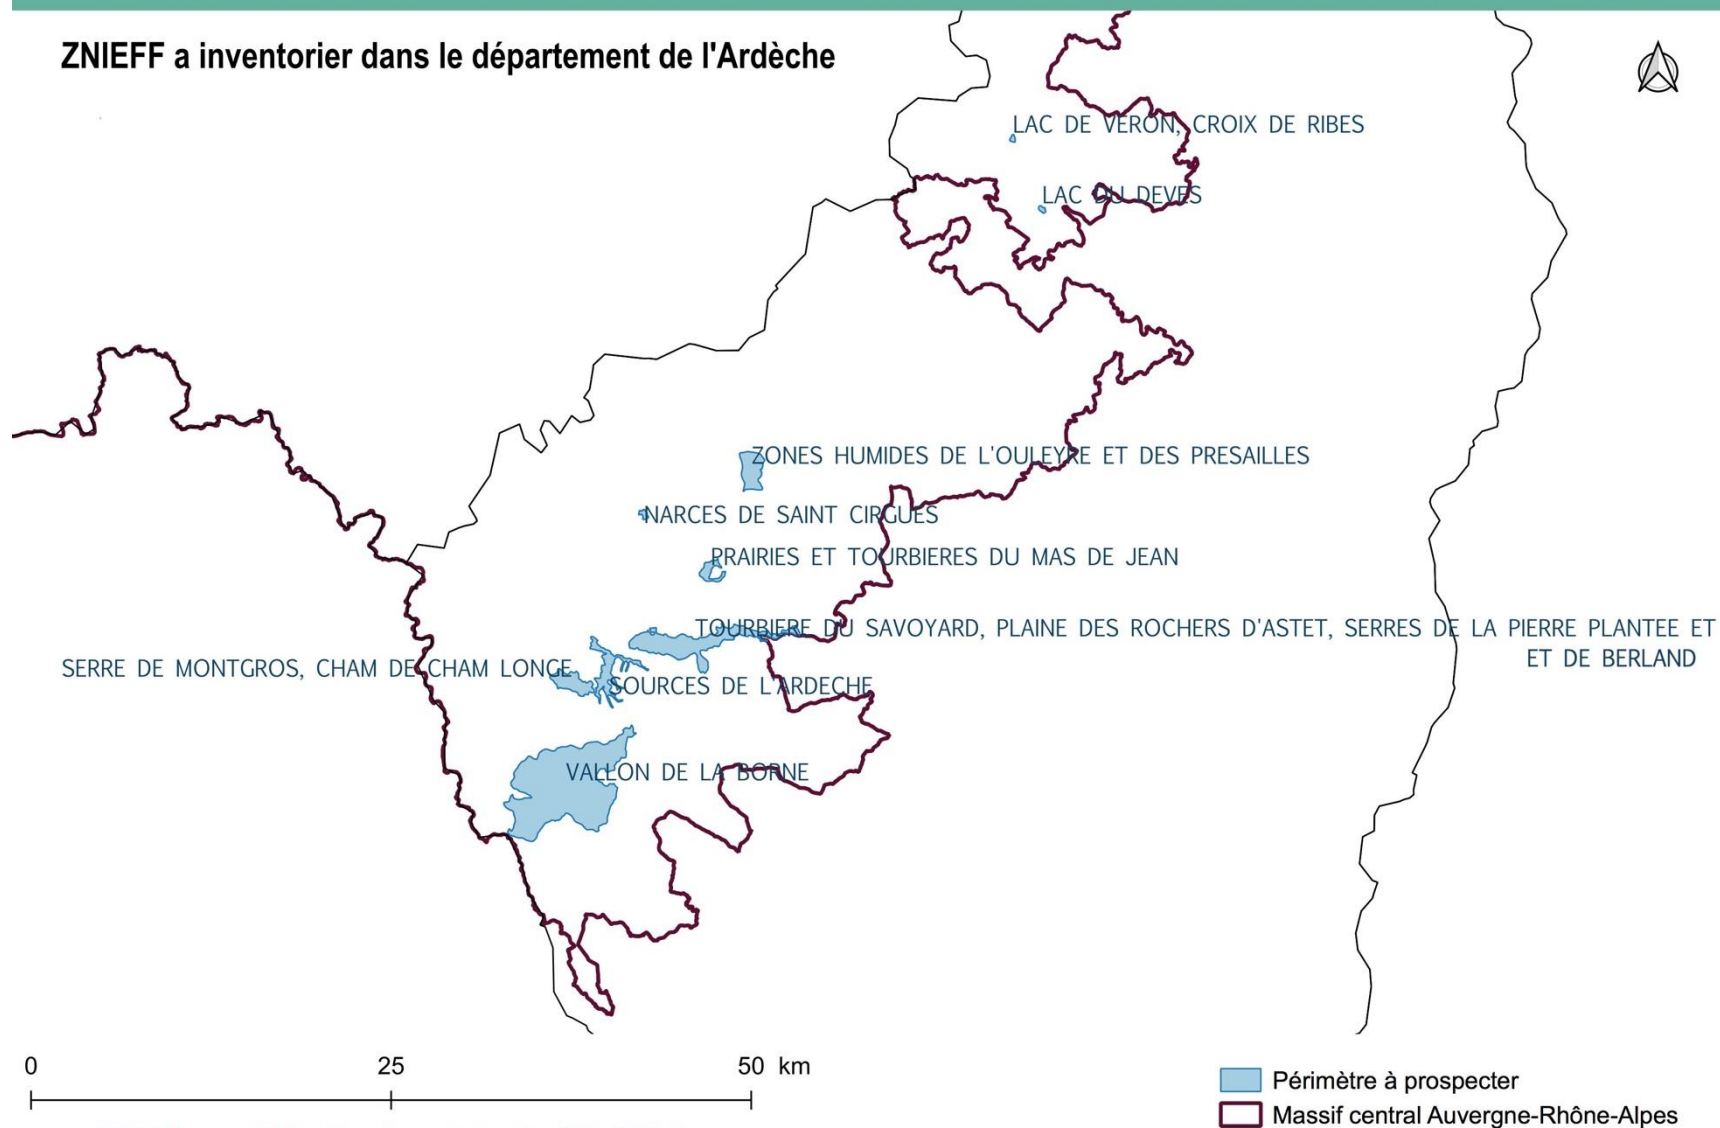 ZNIEFF a inventorier dans le département de l'Ardèche
LAC DE VERON, CROIX DE RIBES
LAC DU DEVES
ZONES HUMIDES DE L'OULEYRE ET DES PRESAILLES
NARCES DE SAINT CIRGUES
PRAIRIES ET TOURBIERES DU MAS DE JEAN
TOURBIERE DU SAVOYARD, PLAINE DES ROCHERS D'ASTET, SERRES DE LA PIERRE PLANTEE ET
ET DE BERLAND
SERRE DE MONTGROS, CHAM DE CHAM LONGE
SOURCES DE L'ARDECHE
VALLON DE LA BORNE
0 25 50 km
Périmètre à prospecter
Massif central Auvergne-Rhône-Alpes